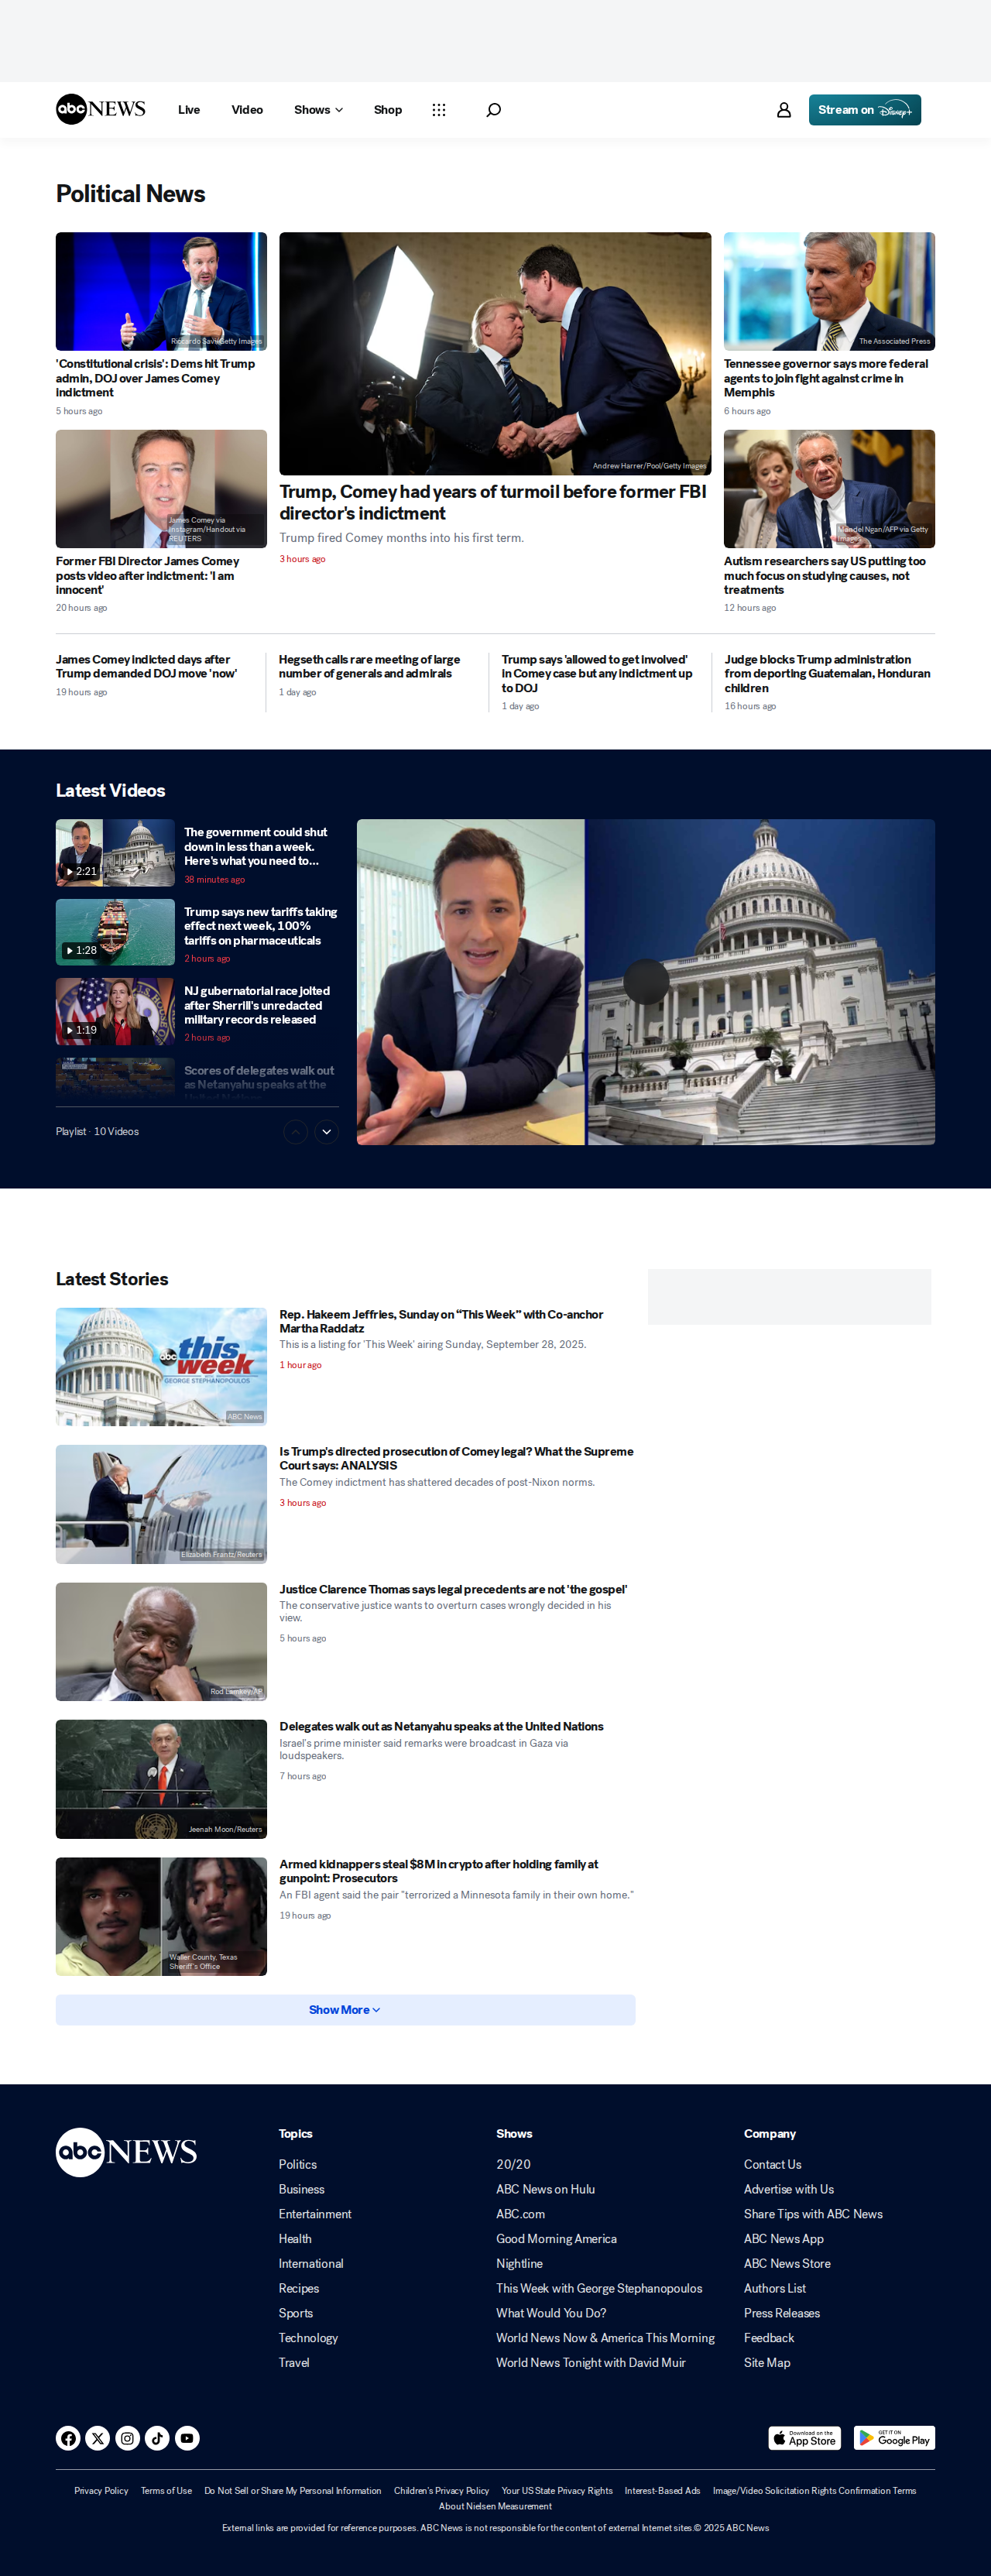 abc NEWS
Live
Video
Shows
Shop
Stream on Disney+
Political News
Riccardo Savi/Getty Images
'Constitutional crisis': Dems hit Trump
admin, DOJ over James Comey
indictment
5 hours ago
James Comey via
Instagram/Handout via
REUTERS
Former FBI Director James Comey
posts video after indictment: 'I am
innocent'
20 hours ago
Andrew Harrer/Pool/Getty Images
Trump, Comey had years of turmoil before former FBI
director's indictment
Trump fired Comey months into his first term.
3 hours ago
The Associated Press
Tennessee governor says more federal
agents to join fight against crime in
Memphis
6 hours ago
Mandel Ngan/AFP via Getty
Images
Autism researchers say US putting too
much focus on studying causes, not
treatments
12 hours ago
James Comey indicted days after
Trump demanded DOJ move 'now'
19 hours ago
Hegseth calls rare meeting of large
number of generals and admirals
1 day ago
Trump says 'allowed to get involved'
in Comey case but any indictment up
to DOJ
1 day ago
Judge blocks Trump administration
from deporting Guatemalan, Honduran
children
16 hours ago
Latest Videos
2:21
The government could shut
down in less than a week.
Here's what you need to...
38 minutes ago
1:28
Trump says new tariffs taking
effect next week, 100%
tariffs on pharmaceuticals
2 hours ago
1:19
NJ gubernatorial race jolted
after Sherrill's unredacted
military records released
2 hours ago
Scores of delegates walk out
as Netanyahu speaks at the
United Nations
Playlist · 10 Videos
Latest Stories
abc this week
GEORGE STEPHANOPOULOS
ABC News
Rep. Hakeem Jeffries, Sunday on “This Week” with Co-anchor
Martha Raddatz
This is a listing for 'This Week' airing Sunday, September 28, 2025.
1 hour ago
Elizabeth Frantz/Reuters
Is Trump's directed prosecution of Comey legal? What the Supreme
Court says: ANALYSIS
The Comey indictment has shattered decades of post-Nixon norms.
3 hours ago
Rod Lamkey/AP
Justice Clarence Thomas says legal precedents are not 'the gospel'
The conservative justice wants to overturn cases wrongly decided in his
view.
5 hours ago
Jeenah Moon/Reuters
Delegates walk out as Netanyahu speaks at the United Nations
Israel's prime minister said remarks were broadcast in Gaza via
loudspeakers.
7 hours ago
Waller County, Texas
Sheriff's Office
Armed kidnappers steal $8M in crypto after holding family at
gunpoint: Prosecutors
An FBI agent said the pair "terrorized a Minnesota family in their own home."
19 hours ago
Show More
abc NEWS
Topics
Politics
Business
Entertainment
Health
International
Recipes
Sports
Technology
Travel
Shows
20/20
ABC News on Hulu
ABC.com
Good Morning America
Nightline
This Week with George Stephanopoulos
What Would You Do?
World News Now & America This Morning
World News Tonight with David Muir
Company
Contact Us
Advertise with Us
Share Tips with ABC News
ABC News App
ABC News Store
Authors List
Press Releases
Feedback
Site Map
Download on the
App Store
GET IT ON
Google Play
Privacy Policy Terms of Use Do Not Sell or Share My Personal Information Children's Privacy Policy Your US State Privacy Rights Interest-Based Ads Image/Video Solicitation Rights Confirmation Terms
About Nielsen Measurement
External links are provided for reference purposes. ABC News is not responsible for the content of external Internet sites.© 2025 ABC News